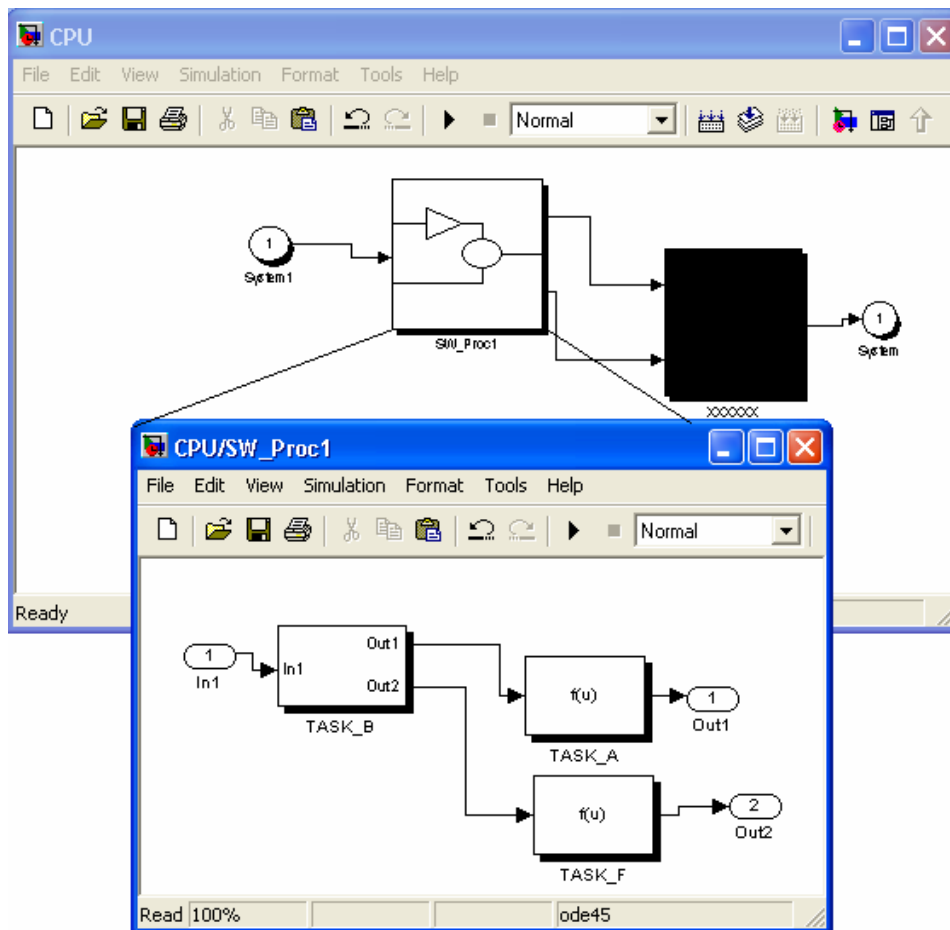 CPU
File Edit View Simulation Format Tools Help
Normal
1
System1
SW_Proc1
XXXXXX
1
System
CPU/SW_Proc1
File Edit View Simulation Format Tools Help
Normal
Ready
1
In1
In1
Out1
Out2
TASK_B
f(u)
TASK_A
1
Out1
f(u)
TASK_F
2
Out2
Read 100% ode45